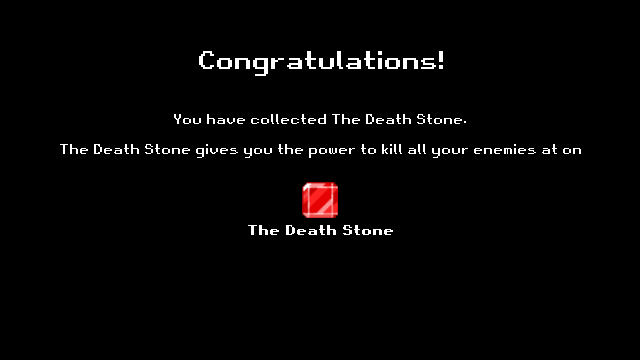 Congratulations!
You have collected The Death Stone.
The Death Stone gives you the power to kill all your enemies at on
The Death Stone